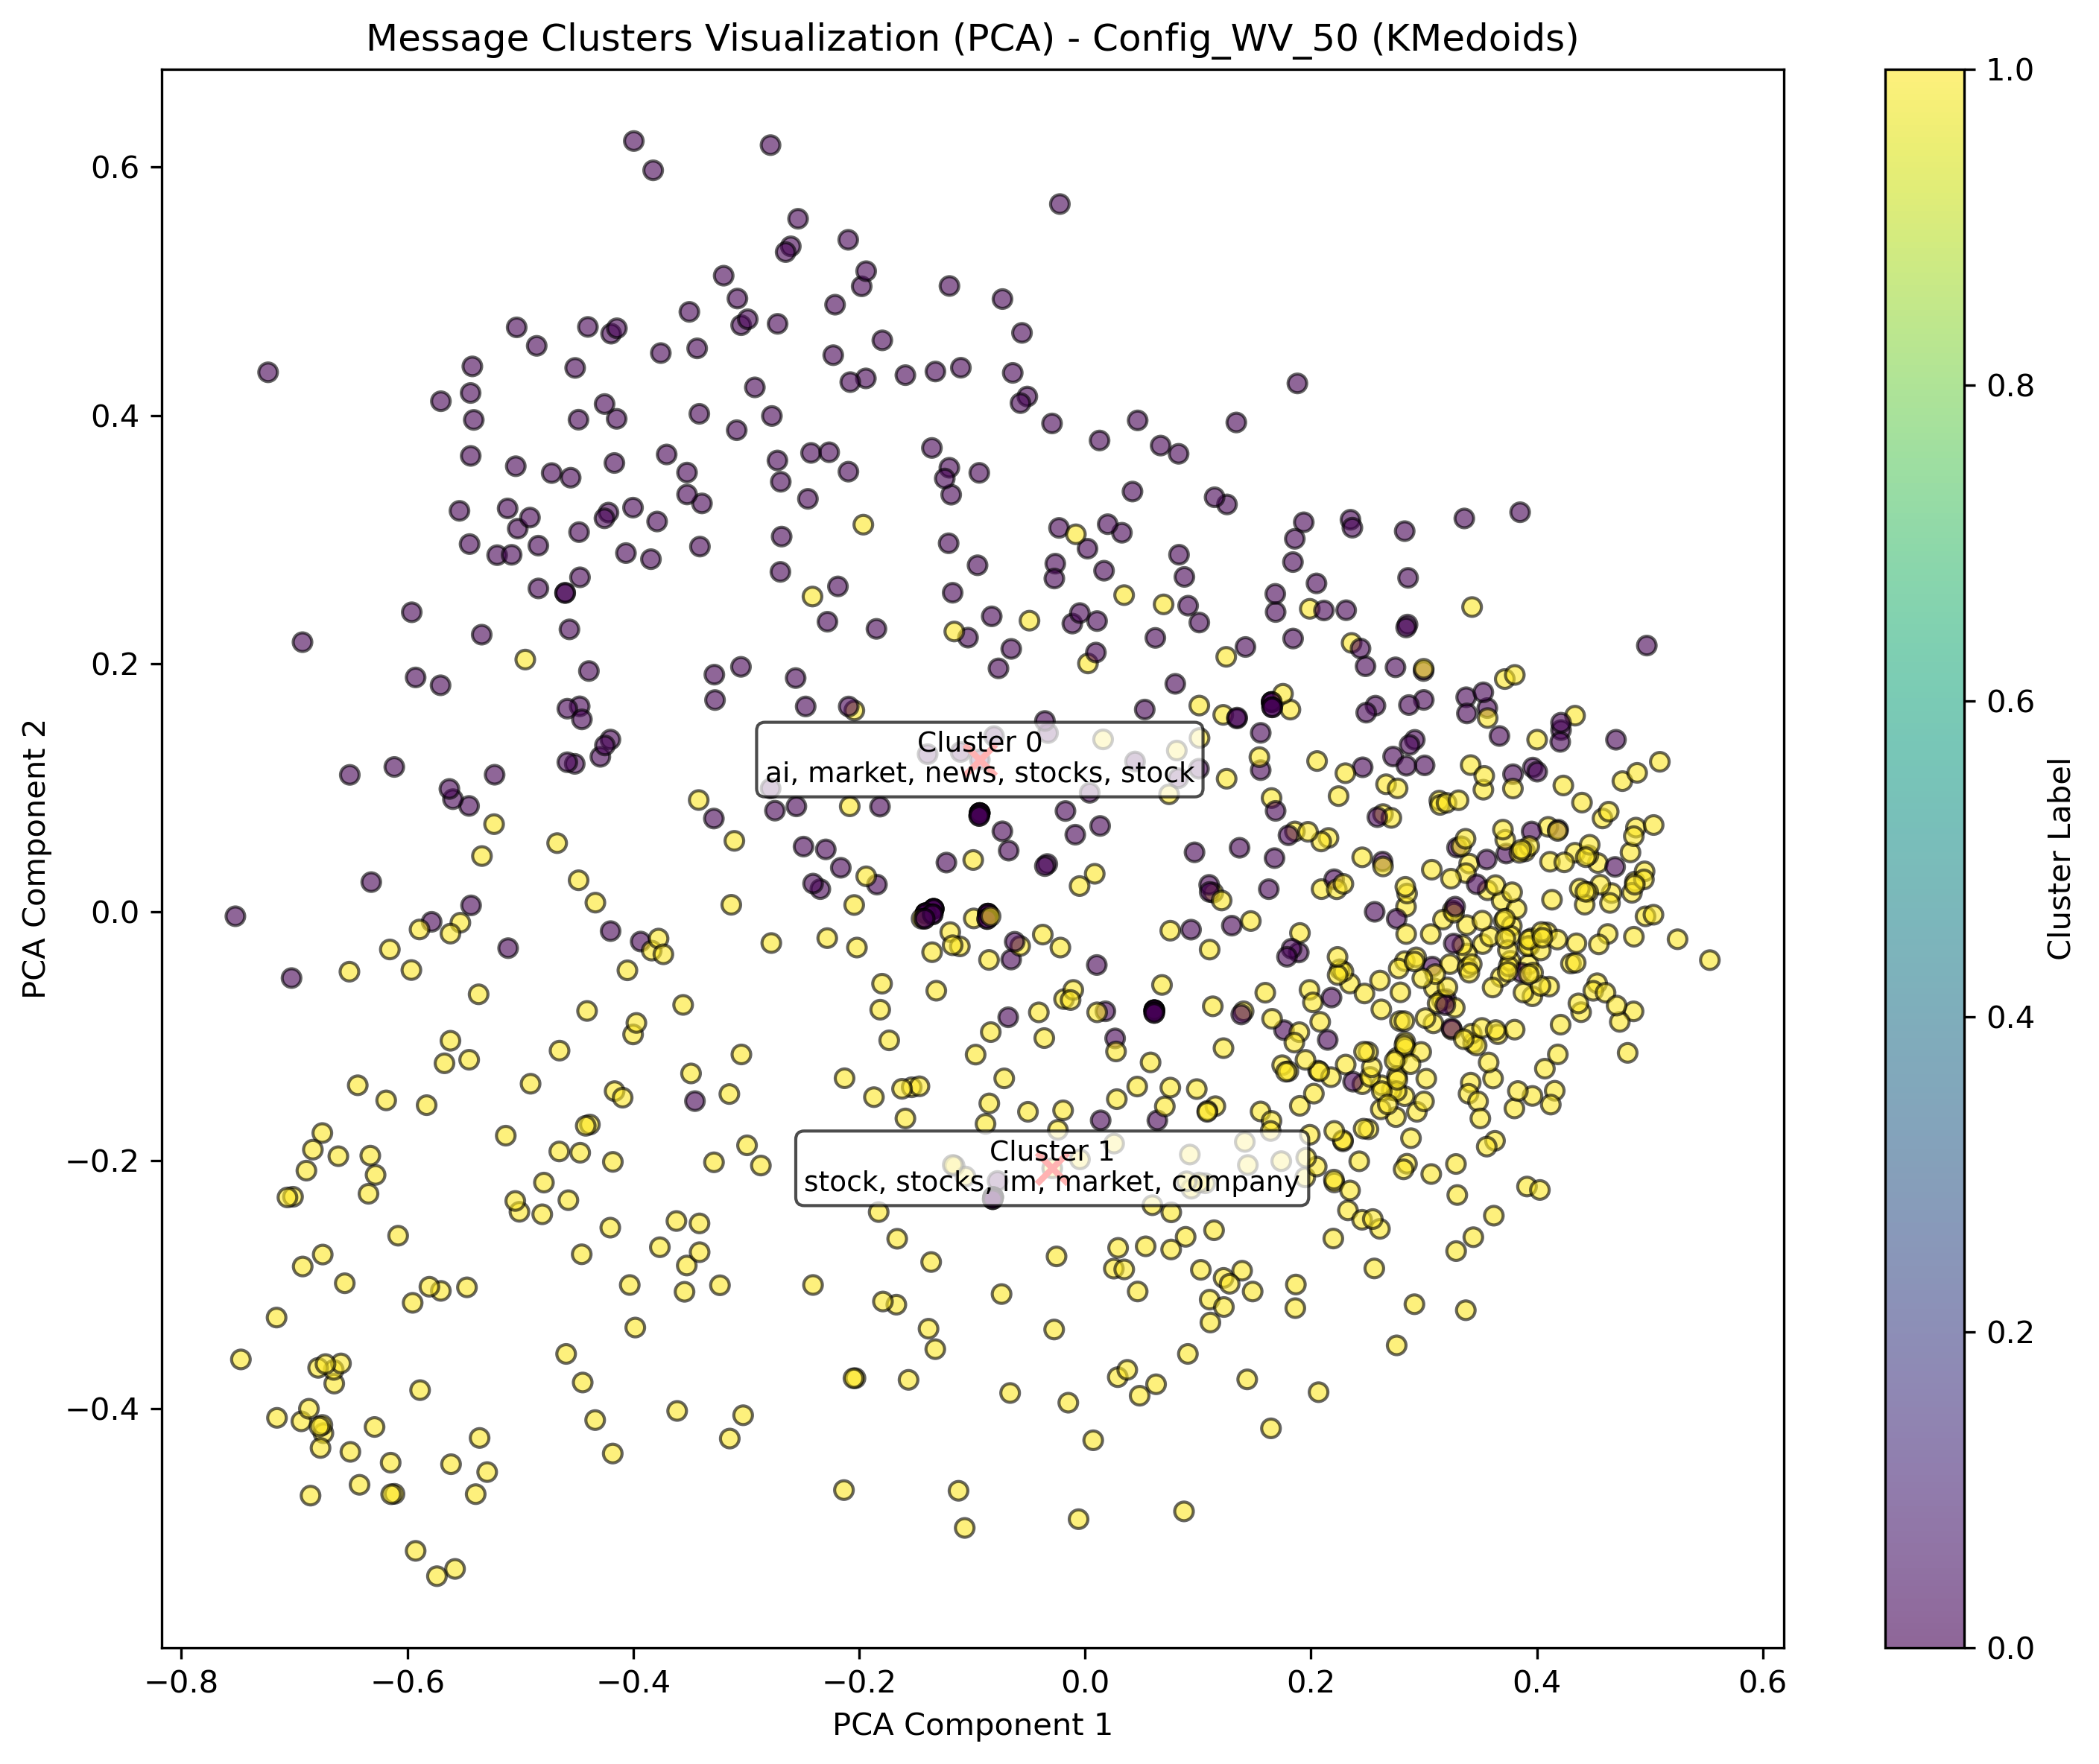 Message Clusters Visualization (PCA) - Config_WV_50 (KMedoids)
1.0
0.8
0.6
0.4
0.2
0.0
Cluster Label
0.6
0.4
0.2
0.0
−0.2
−0.4
PCA Component 2
Cluster 0
ai, market, news, stocks, stock
Cluster 1
stock, stocks, im, market, company
−0.8
−0.6
−0.4
−0.2
0.0
0.2
0.4
0.6
PCA Component 1